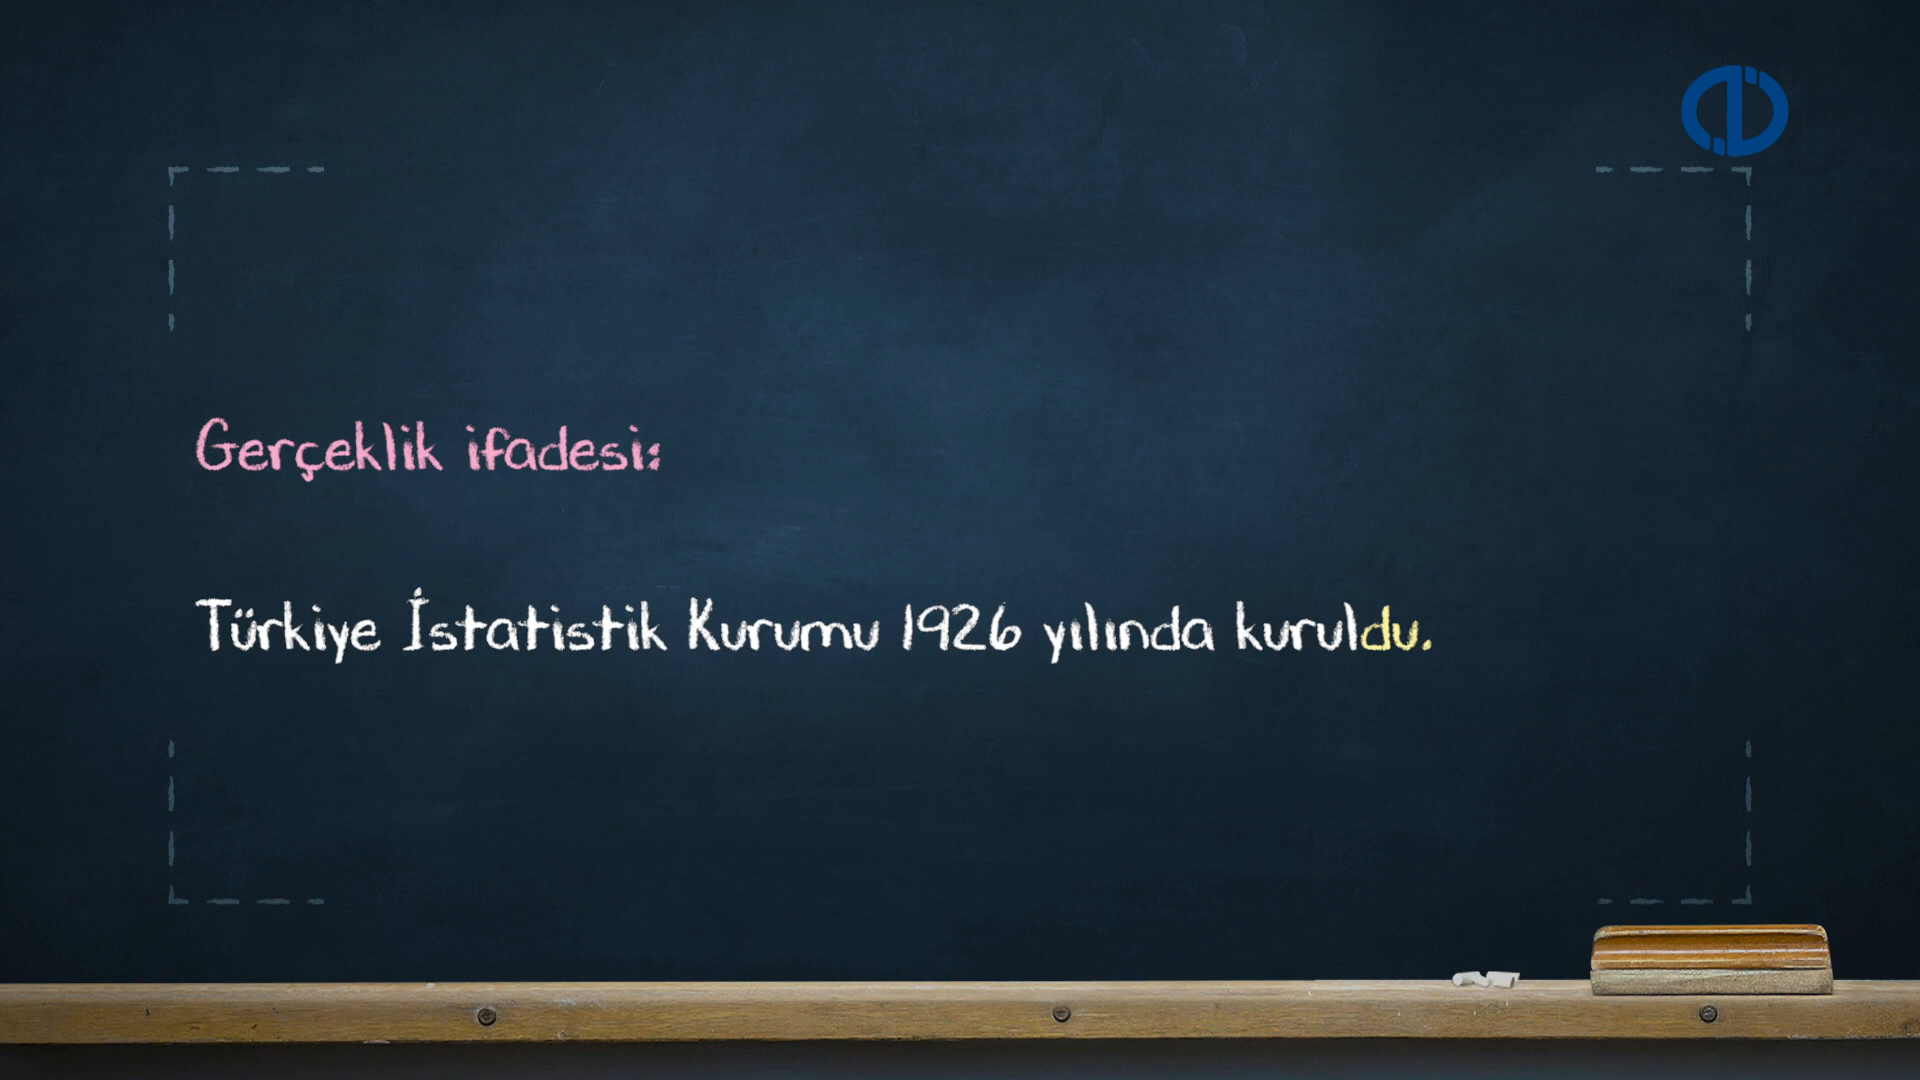 Gerçeklik ifadesi:
Türkiye İstatistik Kurumu 1926 yılında kuruldu.